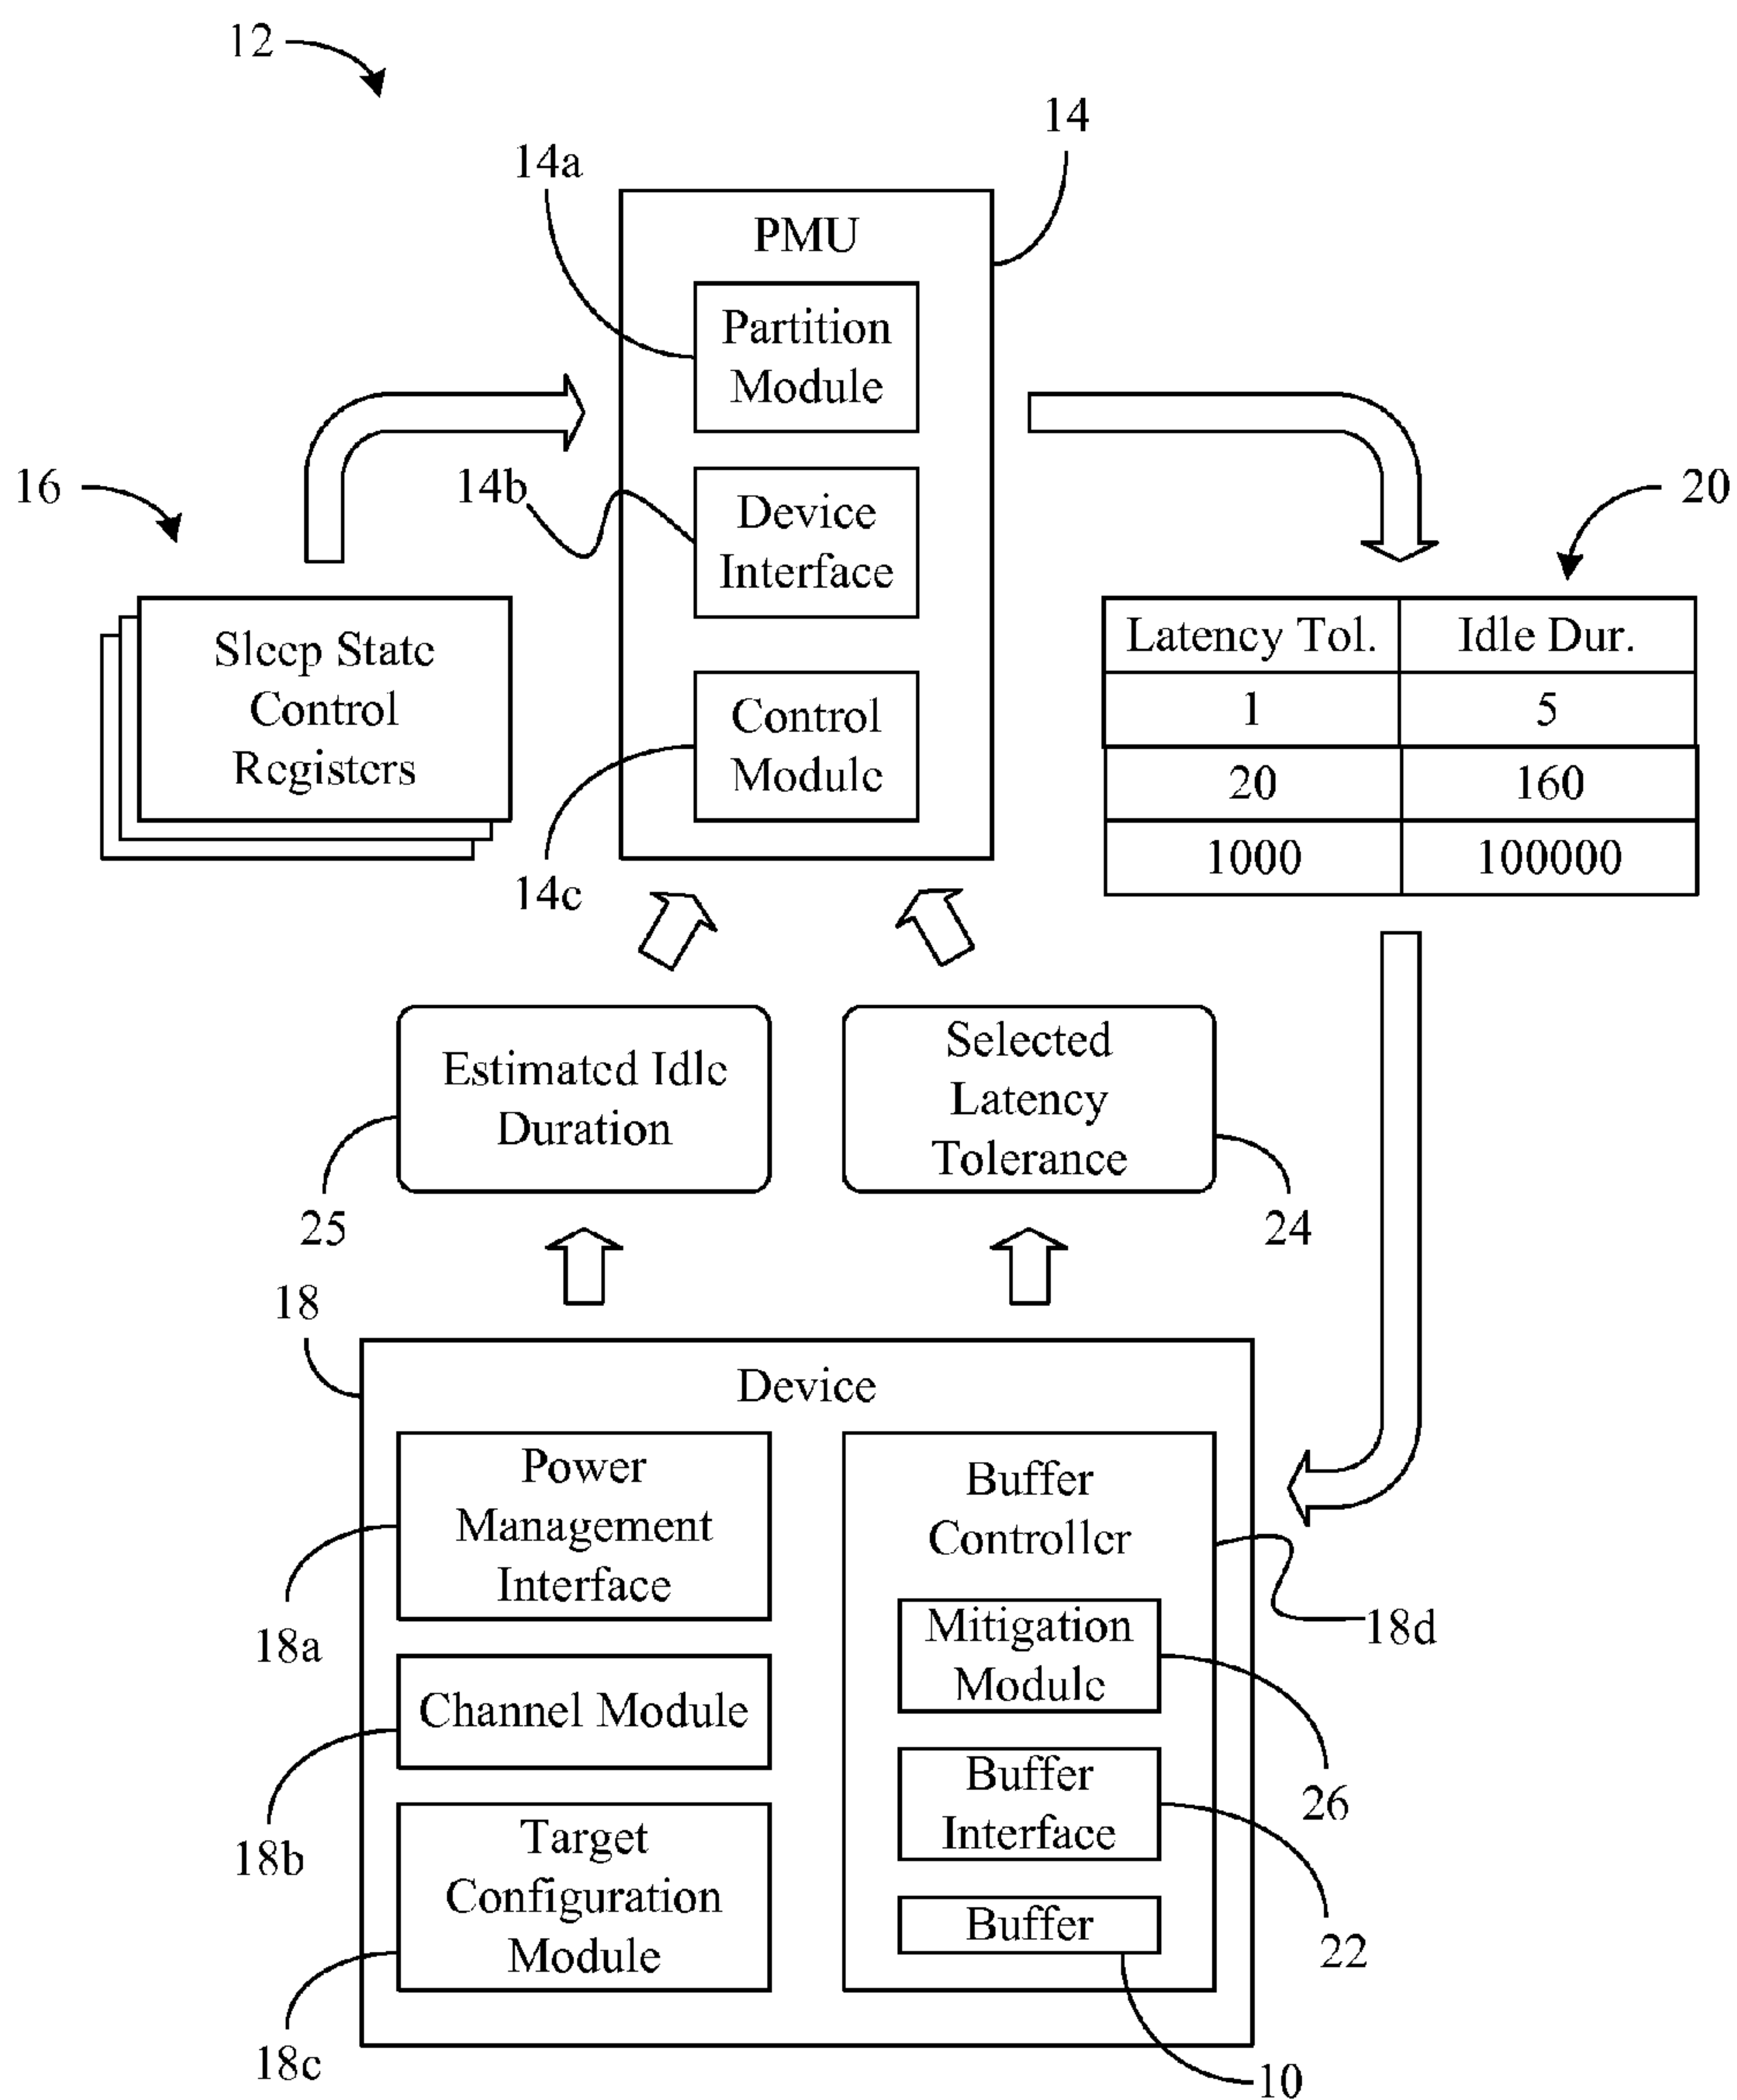 12
14
14a
PMU
Partition
Module
16
14b
Device
Interface
20
Sleep State
Control
Registers
Latency Tol. Idle Dur.
1 5
20 160
1000 100000
Control
Module
14c
Estimated Idle
Duration
Selected
Latency
Tolerance
25
24
18
Device
Power
Management
Interface
18a
Channel Module
18b
Target
Configuration
Module
18c
Buffer
Controller
18d
Mitigation
Module
26
Buffer
Interface
22
Buffer
10